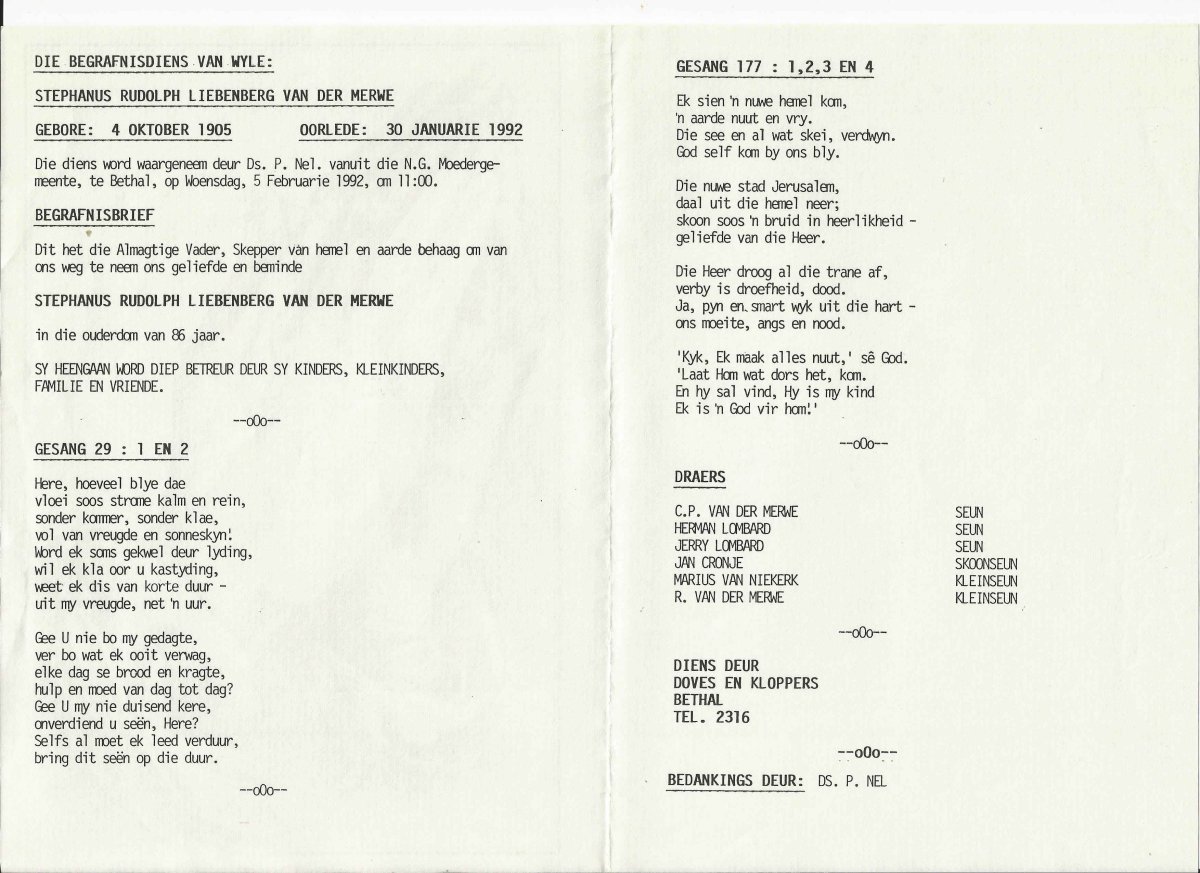 DIE BEGRAFNISDIENS VAN WYLE:
STEPHANUS RUDOLPH LIEBENBERG VAN DER MERWE
GEBORE: 4 OKTOBER 1905 OORLEDE: 30 JANUARIE 1992
Die diens word waargeneem deur Ds. P. Nel. vanuit die N.G. Moederge-
meente, te Bethal, op Woensdag, 5 Februarie 1992, om 11:00.
BEGRAFNISBRIEF
Dit het die Almagtige Vader, Skepper van hemel en aarde behaag om van
ons weg te neem ons geliefde en beminde
STEPHANUS RUDOLPH LIEBENBERG VAN DER MERWE
in die ouderdom van 86 jaar.
SY HEENGAAN WORD DIEP BETREUR DEUR SY KINDERS, KLEINKINDERS,
FAMILIE EN VRIENDE.
--oOo--
GESANG 29 : 1 EN 2
Here, hoeveel blye dae
vloei soos strome kalm en rein,
sonder kommer, sonder klae,
vol van vreugde en sonneskyn!
Word ek soms gekwel deur lyding,
wil ek kla oor u kastyding,
weet ek dis van korte duur -
uit my vreugde, net 'n uur.
Gee U nie bo my gedagte,
ver bo wat ek ooit verwag,
elke dag se brood en kragte,
hulp en moed van dag tot dag?
Gee U my nie duisend kere,
onverdiend u seën, Here?
Selfs al moet ek leed verduur,
bring dit seën op die duur.
--oOo--
GESANG 177 : 1,2,3 EN 4
Ek sien 'n nuwe hemel kom,
'n aarde nuut en vry.
Die see en al wat skei, verdwyn.
God self kom by ons bly.
Die nuwe stad Jerusalem,
daal uit die hemel neer;
skoon soos 'n bruid in heerlikheid -
geliefde van die Heer.
Die Heer droog al die trane af,
verby is droefheid, dood.
Ja, pyn en smart wyk uit die hart -
ons moeite, angs en nood.
'Kyk, Ek maak alles nuut,' sê God.
'Laat Hom wat dors het, kom.
En hy sal vind, Hy is my kind
Ek is 'n God vir hom!'
--oOo--
DRAERS
C.P. VAN DER MERWE SEUN
HERMAN LOMBARD SEUN
JERRY LOMBARD SEUN
JAN CRONJE SKOONSEUN
MARIUS VAN NIEKERK KLEINSEUN
R. VAN DER MERWE KLEINSEUN
--oOo--
DIENS DEUR
DOVES EN KLOPPERS
BETHAL
TEL. 2316
--oOo--
BEDANKINGS DEUR: DS. P. NEL